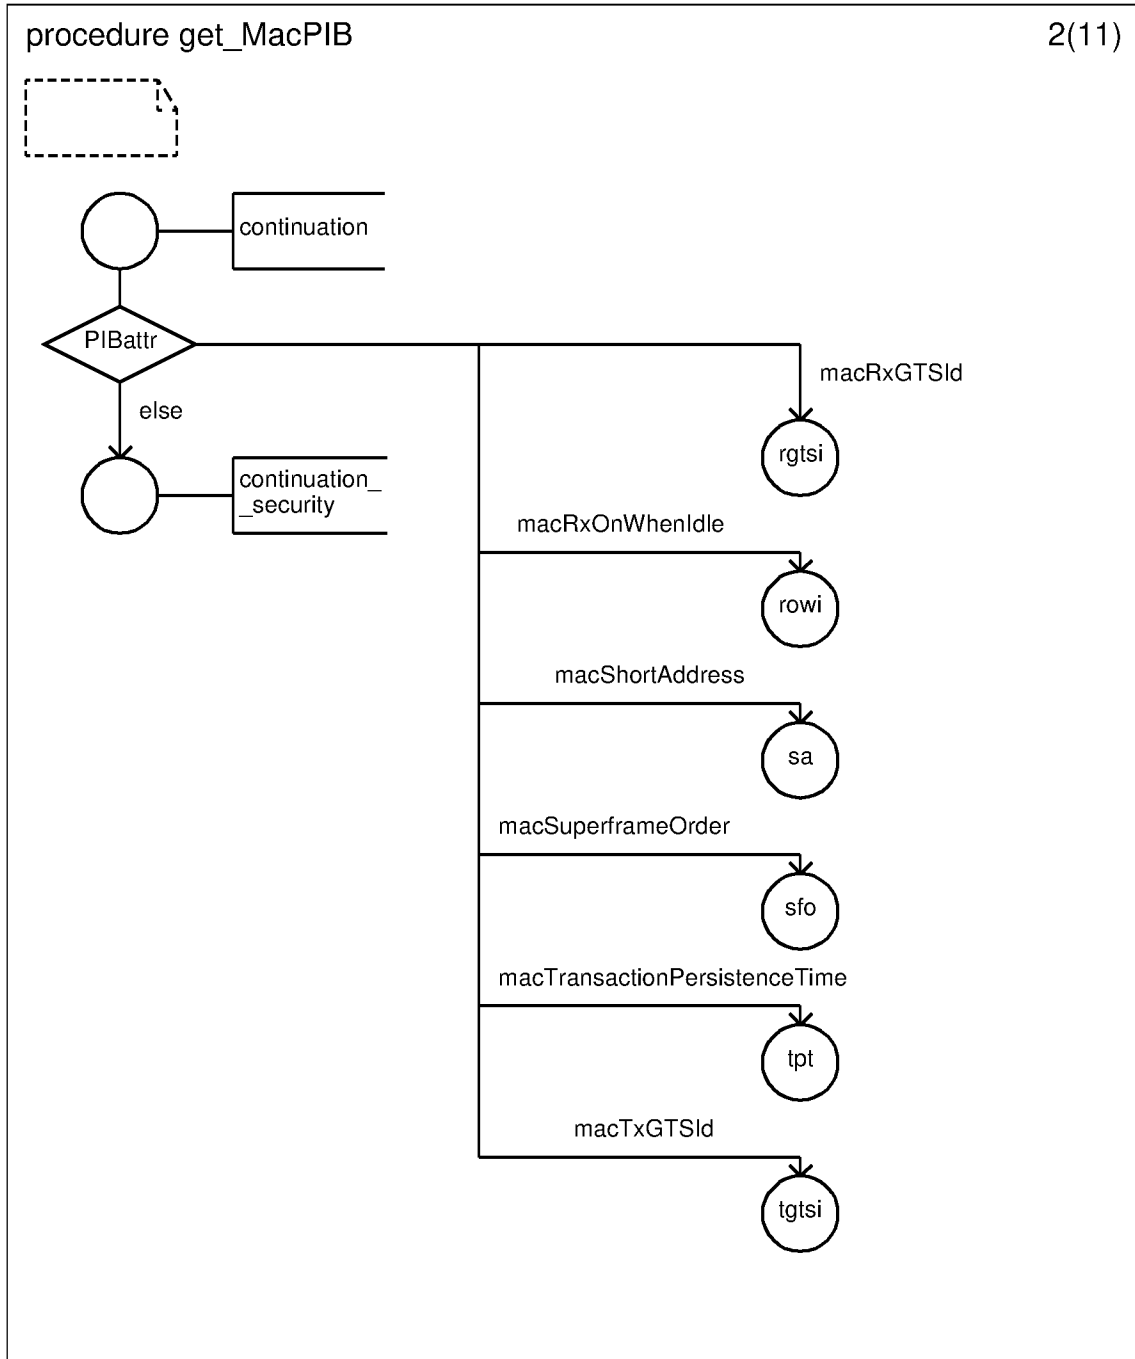 procedure get_MacPIB
2(11)
continuation
PIBattr
macRxGTSId
else
rgtsi
continuation_
_security
macRxOnWhenIdle
rowi
macShortAddress
sa
macSuperframeOrder
sfo
macTransactionPersistenceTime
tpt
macTxGTSId
tgtsi